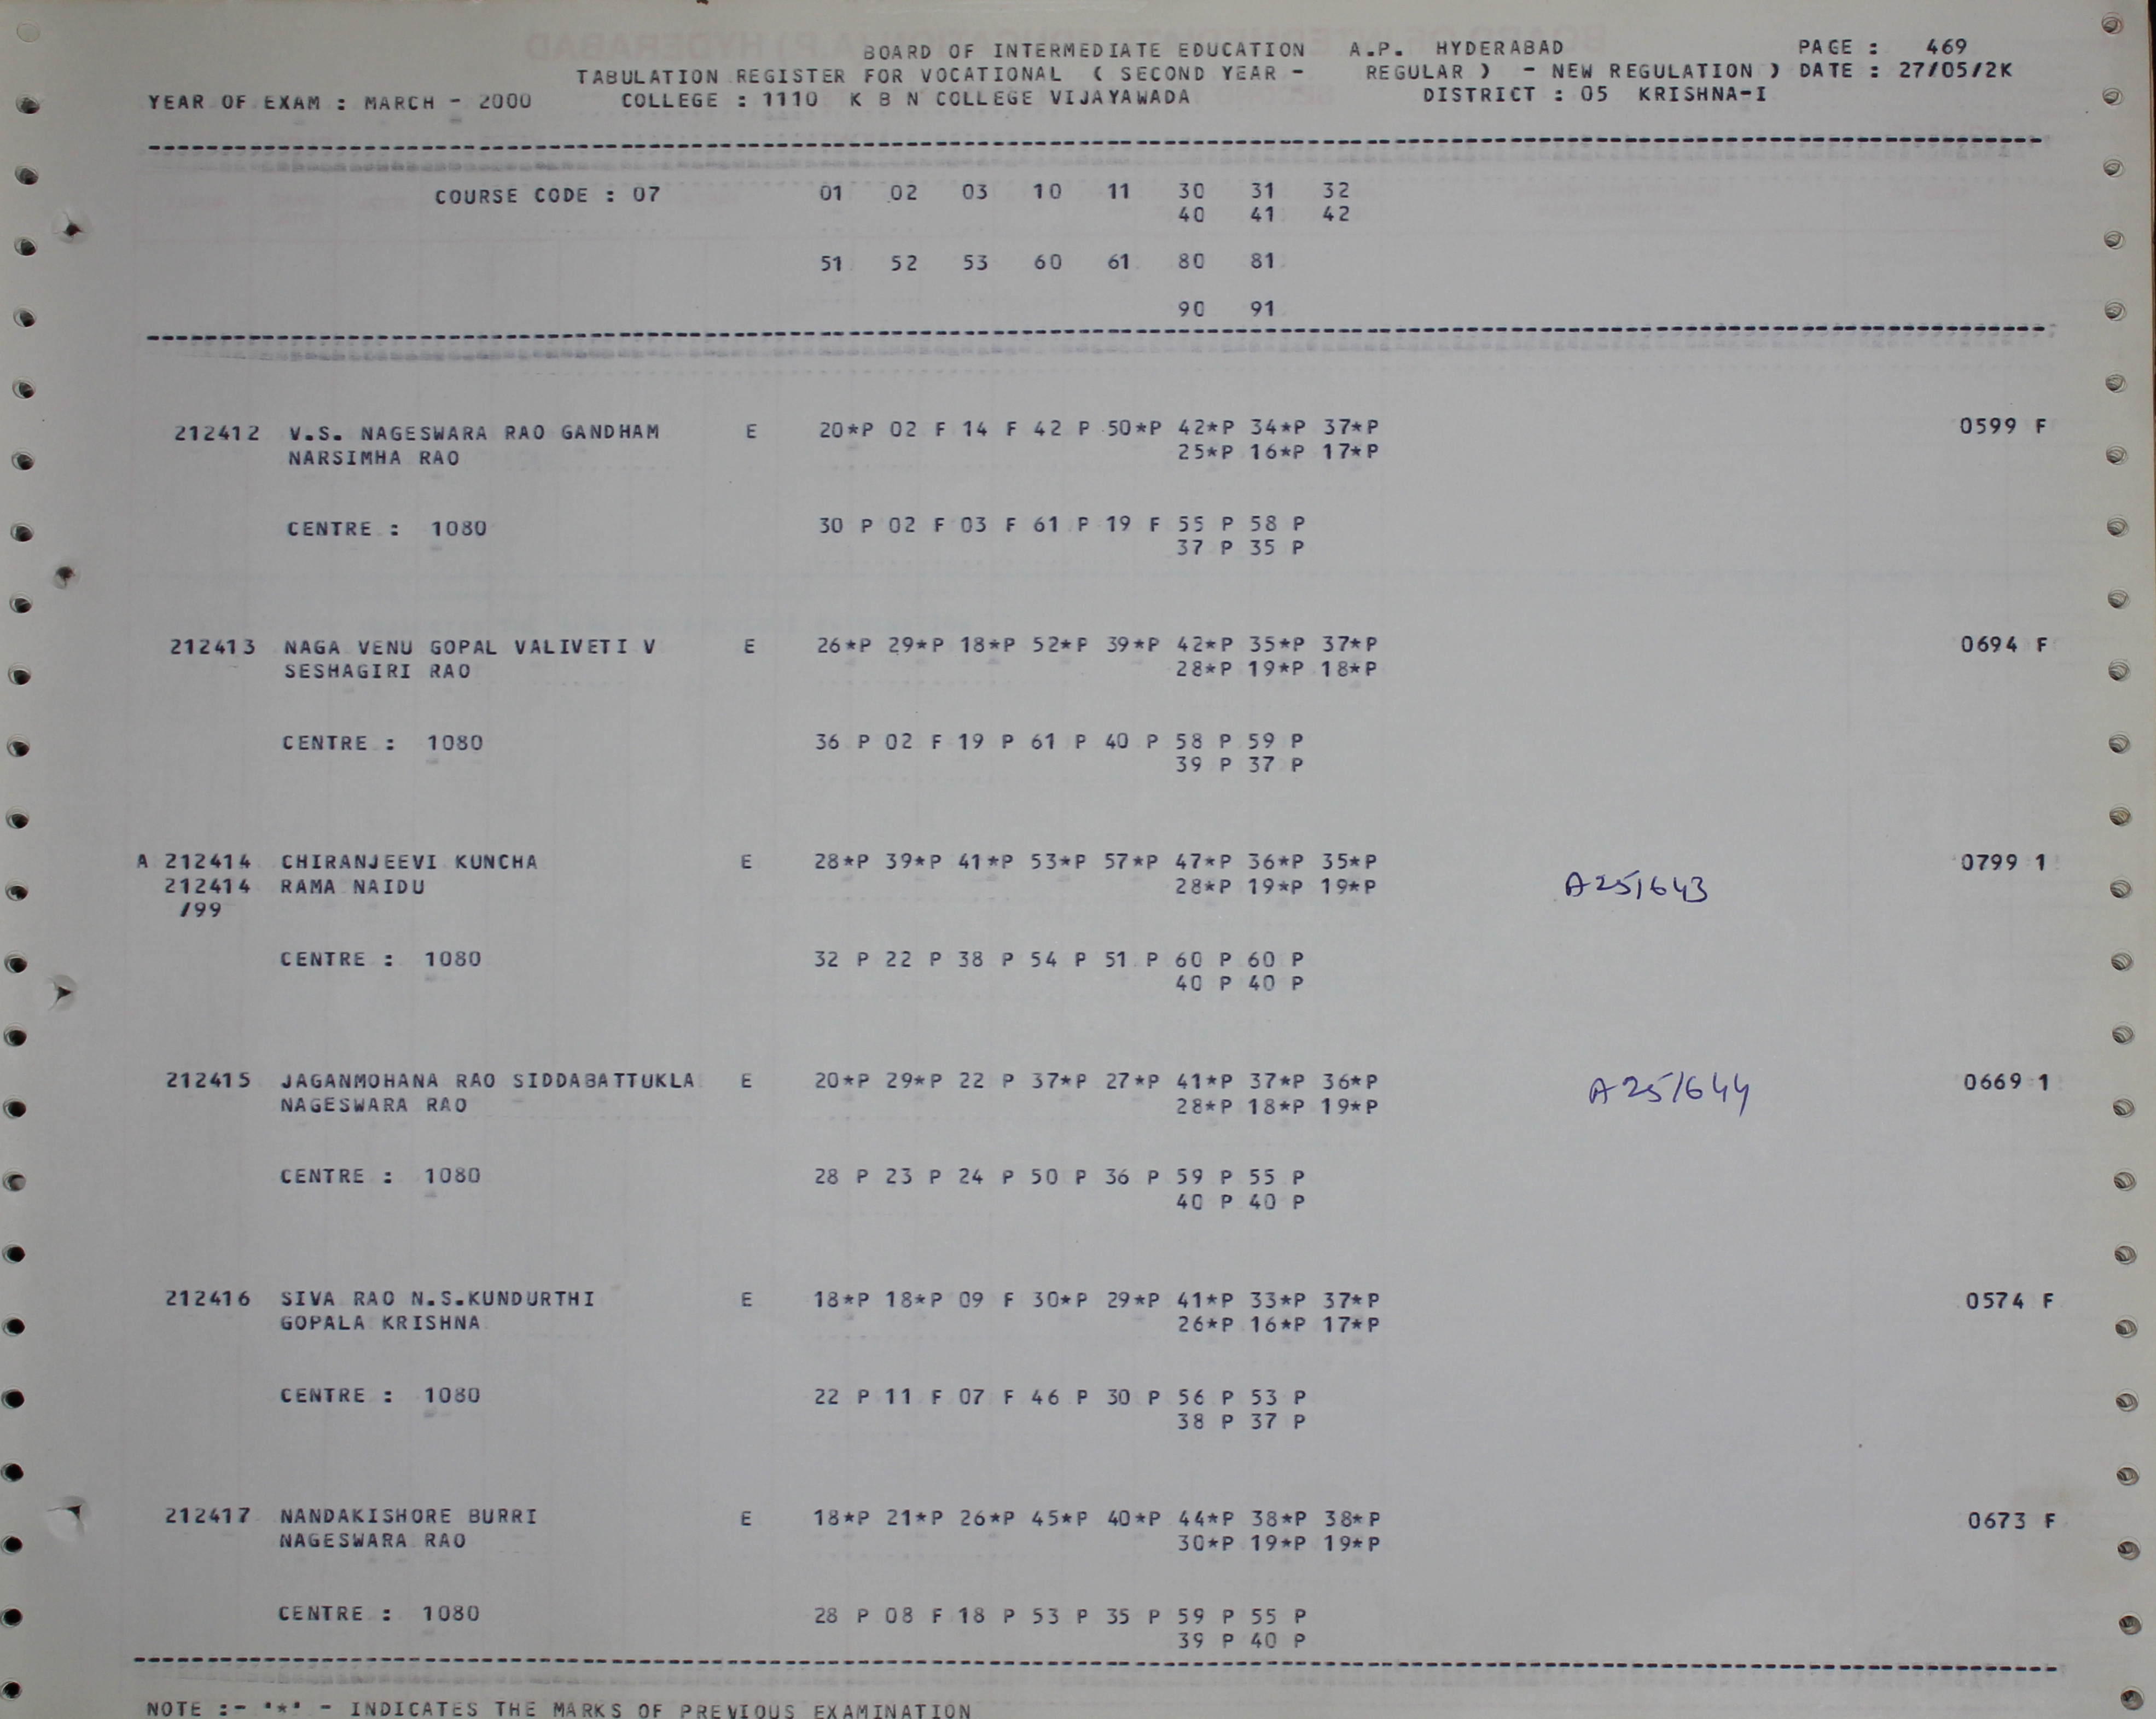 BOARD OF INTERMEDIATE EDUCATION A.P. HYDERABAD PAGE : 469
TABULATION REGISTER FOR VOCATIONAL ( SECOND YEAR - REGULAR ) - NEW REGULATION ) DATE : 27/05/2K
YEAR OF EXAM : MARCH - 2000 COLLEGE : 1110 K B N COLLEGE VIJAYAWADA DISTRICT : 05 KRISHNA-I
COURSE CODE : 07 01 02 03 10 11 30 31 32
40 41 42
51 52 53 60 61 80 81
90 91
212412 V.S. NAGESWARA RAO GANDHAM E 20*P 02 F 14 F 42 P 50*P 42*P 34*P 37*P 0599 F
NARSIMHA RAO 25*P 16*P 17*P
CENTRE : 1080 30 P 02 F 03 F 61 P 19 F 55 P 58 P
37 P 35 P
212413 NAGA VENU GOPAL VALIVETI V E 26*P 29*P 18*P 52*P 39*P 42*P 35*P 37*P 0694 F
SESHAGIRI RAO 28*P 19*P 18*P
CENTRE : 1080 36 P 02 F 19 P 61 P 40 P 58 P 59 P
39 P 37 P
A 212414 CHIRANJEEVI KUNCHA E 28*P 39*P 41*P 53*P 57*P 47*P 36*P 35*P 0799 1
212414 RAMA NAIDU 28*P 19*P 19*P A251643
/99
CENTRE : 1080 32 P 22 P 38 P 54 P 51 P 60 P 60 P
40 P 40 P
212415 JAGANMOHANA RAO SIDDABATTUKLA E 20*P 29*P 22 P 37*P 27*P 41*P 37*P 36*P A251644 0669 1
NAGESWARA RAO 28*P 18*P 19*P
CENTRE : 1080 28 P 23 P 24 P 50 P 36 P 59 P 55 P
40 P 40 P
212416 SIVA RAO N.S.KUNDURTHI E 18*P 18*P 09 F 30*P 29*P 41*P 33*P 37*P 0574 F
GOPALA KRISHNA 26*P 16*P 17*P
CENTRE : 1080 22 P 11 F 07 F 46 P 30 P 56 P 53 P
38 P 37 P
212417 NANDAKISHORE BURRI E 18*P 21*P 26*P 45*P 40*P 44*P 38*P 38*P 0673 F
NAGESWARA RAO 30*P 19*P 19*P
CENTRE : 1080 28 P 08 F 18 P 53 P 35 P 59 P 55 P
39 P 40 P
NOTE :- '*' - INDICATES THE MARKS OF PREVIOUS EXAMINATION